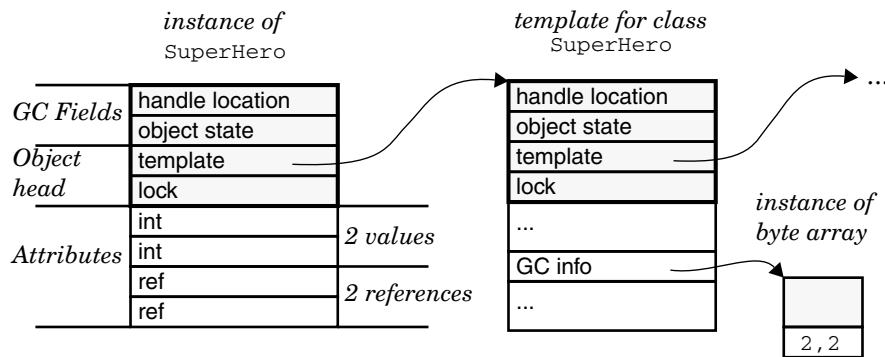 instance of
SuperHero
template for class
SuperHero
...
GC Fields
handle location
object state
Object
head
template
lock
Attributes
int
int
2 values
ref
ref
2 references
handle location
object state
template
lock
...
GC info
...
instance of
byte array
2,2